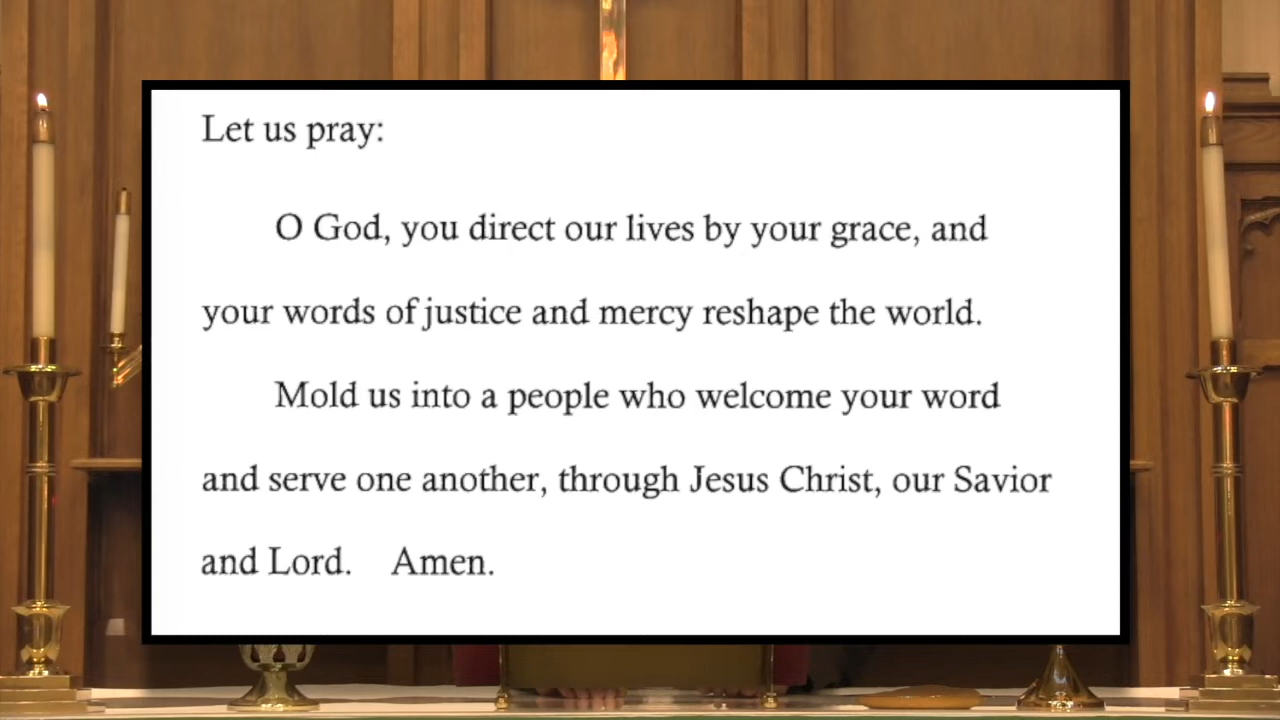 Let us pray:
O God, you direct our lives by your grace, and
your words of justice and mercy reshape the world.
Mold us into a people who welcome your word
and serve one another, through Jesus Christ, our Savior
and Lord. Amen.